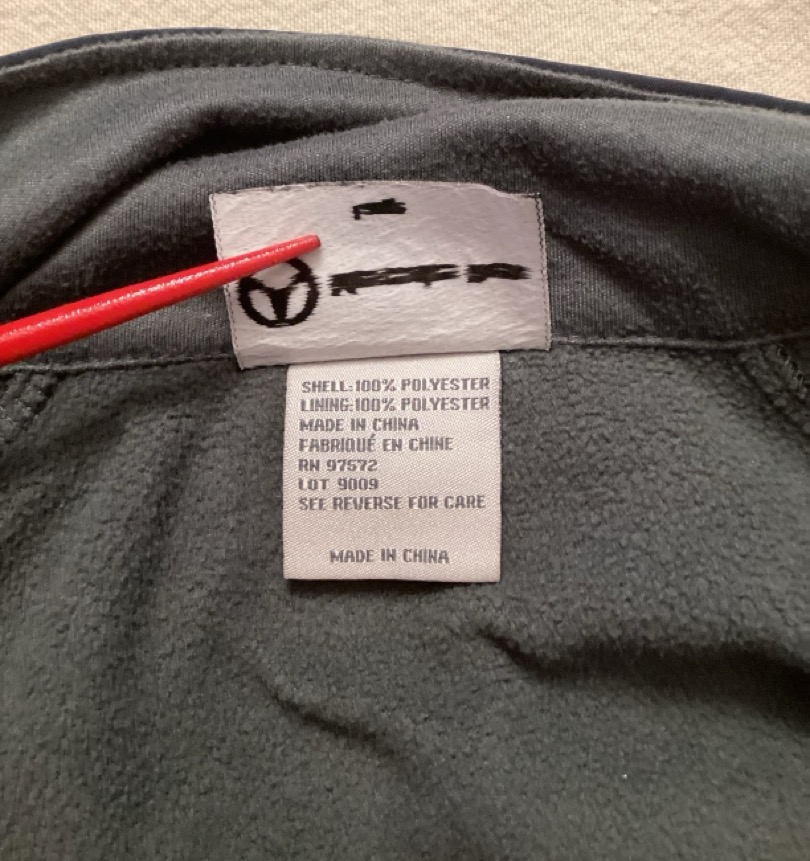 SHELL:100% POLYESTER
LINING:100% POLYESTER
MADE IN CHINA
FABRIQUÉ EN CHINE
RN 97572
LOT 9009
SEE REVERSE FOR CARE
MADE IN CHINA